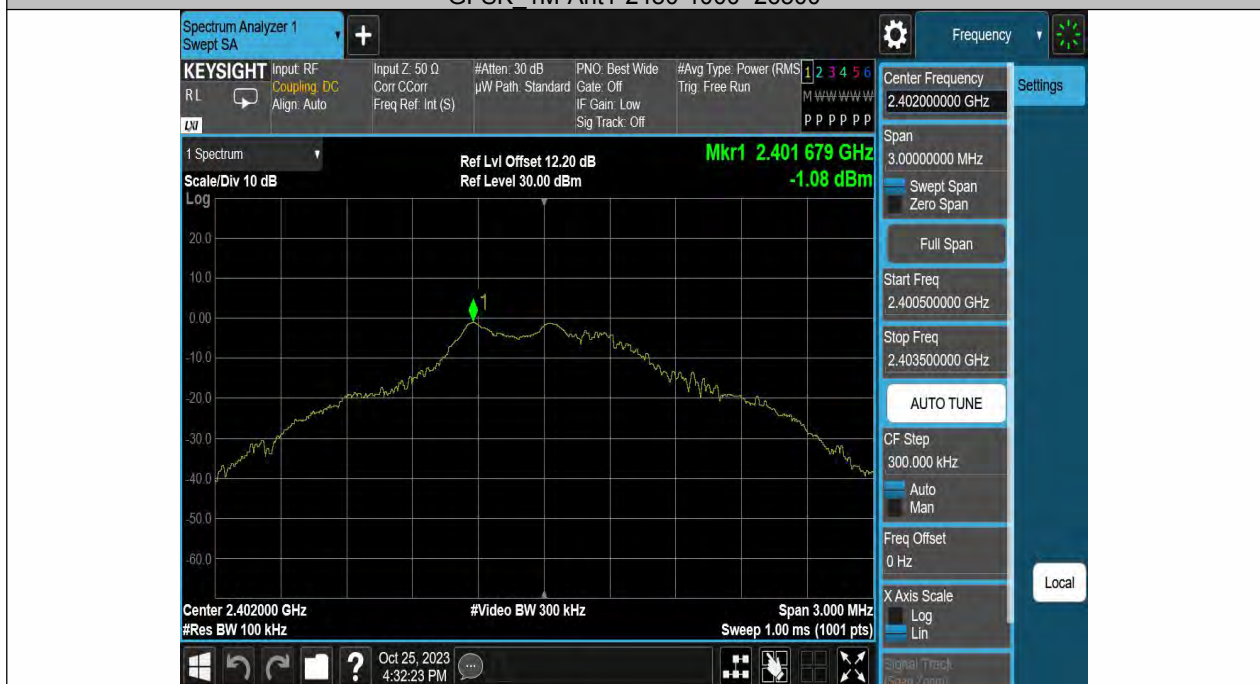 Spectrum Analyzer 1
Swept SA
+
Frequency
KEYSIGHT
RL
LXI
Input: RF
Coupling: DC
Align: Auto
Input Z: 50 Ω
Corr CCorr
Freq Ref: Int (S)
#Atten: 30 dB
µW Path: Standard
PNO: Best Wide
Gate: Off
IF Gain: Low
Sig Track: Off
#Avg Type: Power (RMS
Trig: Free Run
1 2 3 4 5 6
M W W W W W
P P P P P P
1 Spectrum
Scale/Div 10 dB
Log
Ref Lvl Offset 12.20 dB
Ref Level 30.00 dBm
Mkr1 2.401 679 GHz
-1.08 dBm
20.0
10.0
0.00
-10.0
-20.0
-30.0
-40.0
-50.0
-60.0
1
Center 2.402000 GHz
#Res BW 100 kHz
#Video BW 300 kHz
Span 3.000 MHz
Sweep 1.00 ms (1001 pts)
?
Oct 25, 2023
4:32:23 PM
Center Frequency
2.402000000 GHz
Settings
Span
3.00000000 MHz
Swept Span
Zero Span
Full Span
Start Freq
2.400500000 GHz
Stop Freq
2.403500000 GHz
AUTO TUNE
CF Step
300.000 kHz
Auto
Man
Freq Offset
0 Hz
X Axis Scale
Log
Lin
Local
Signal Track
(Span Zoom)